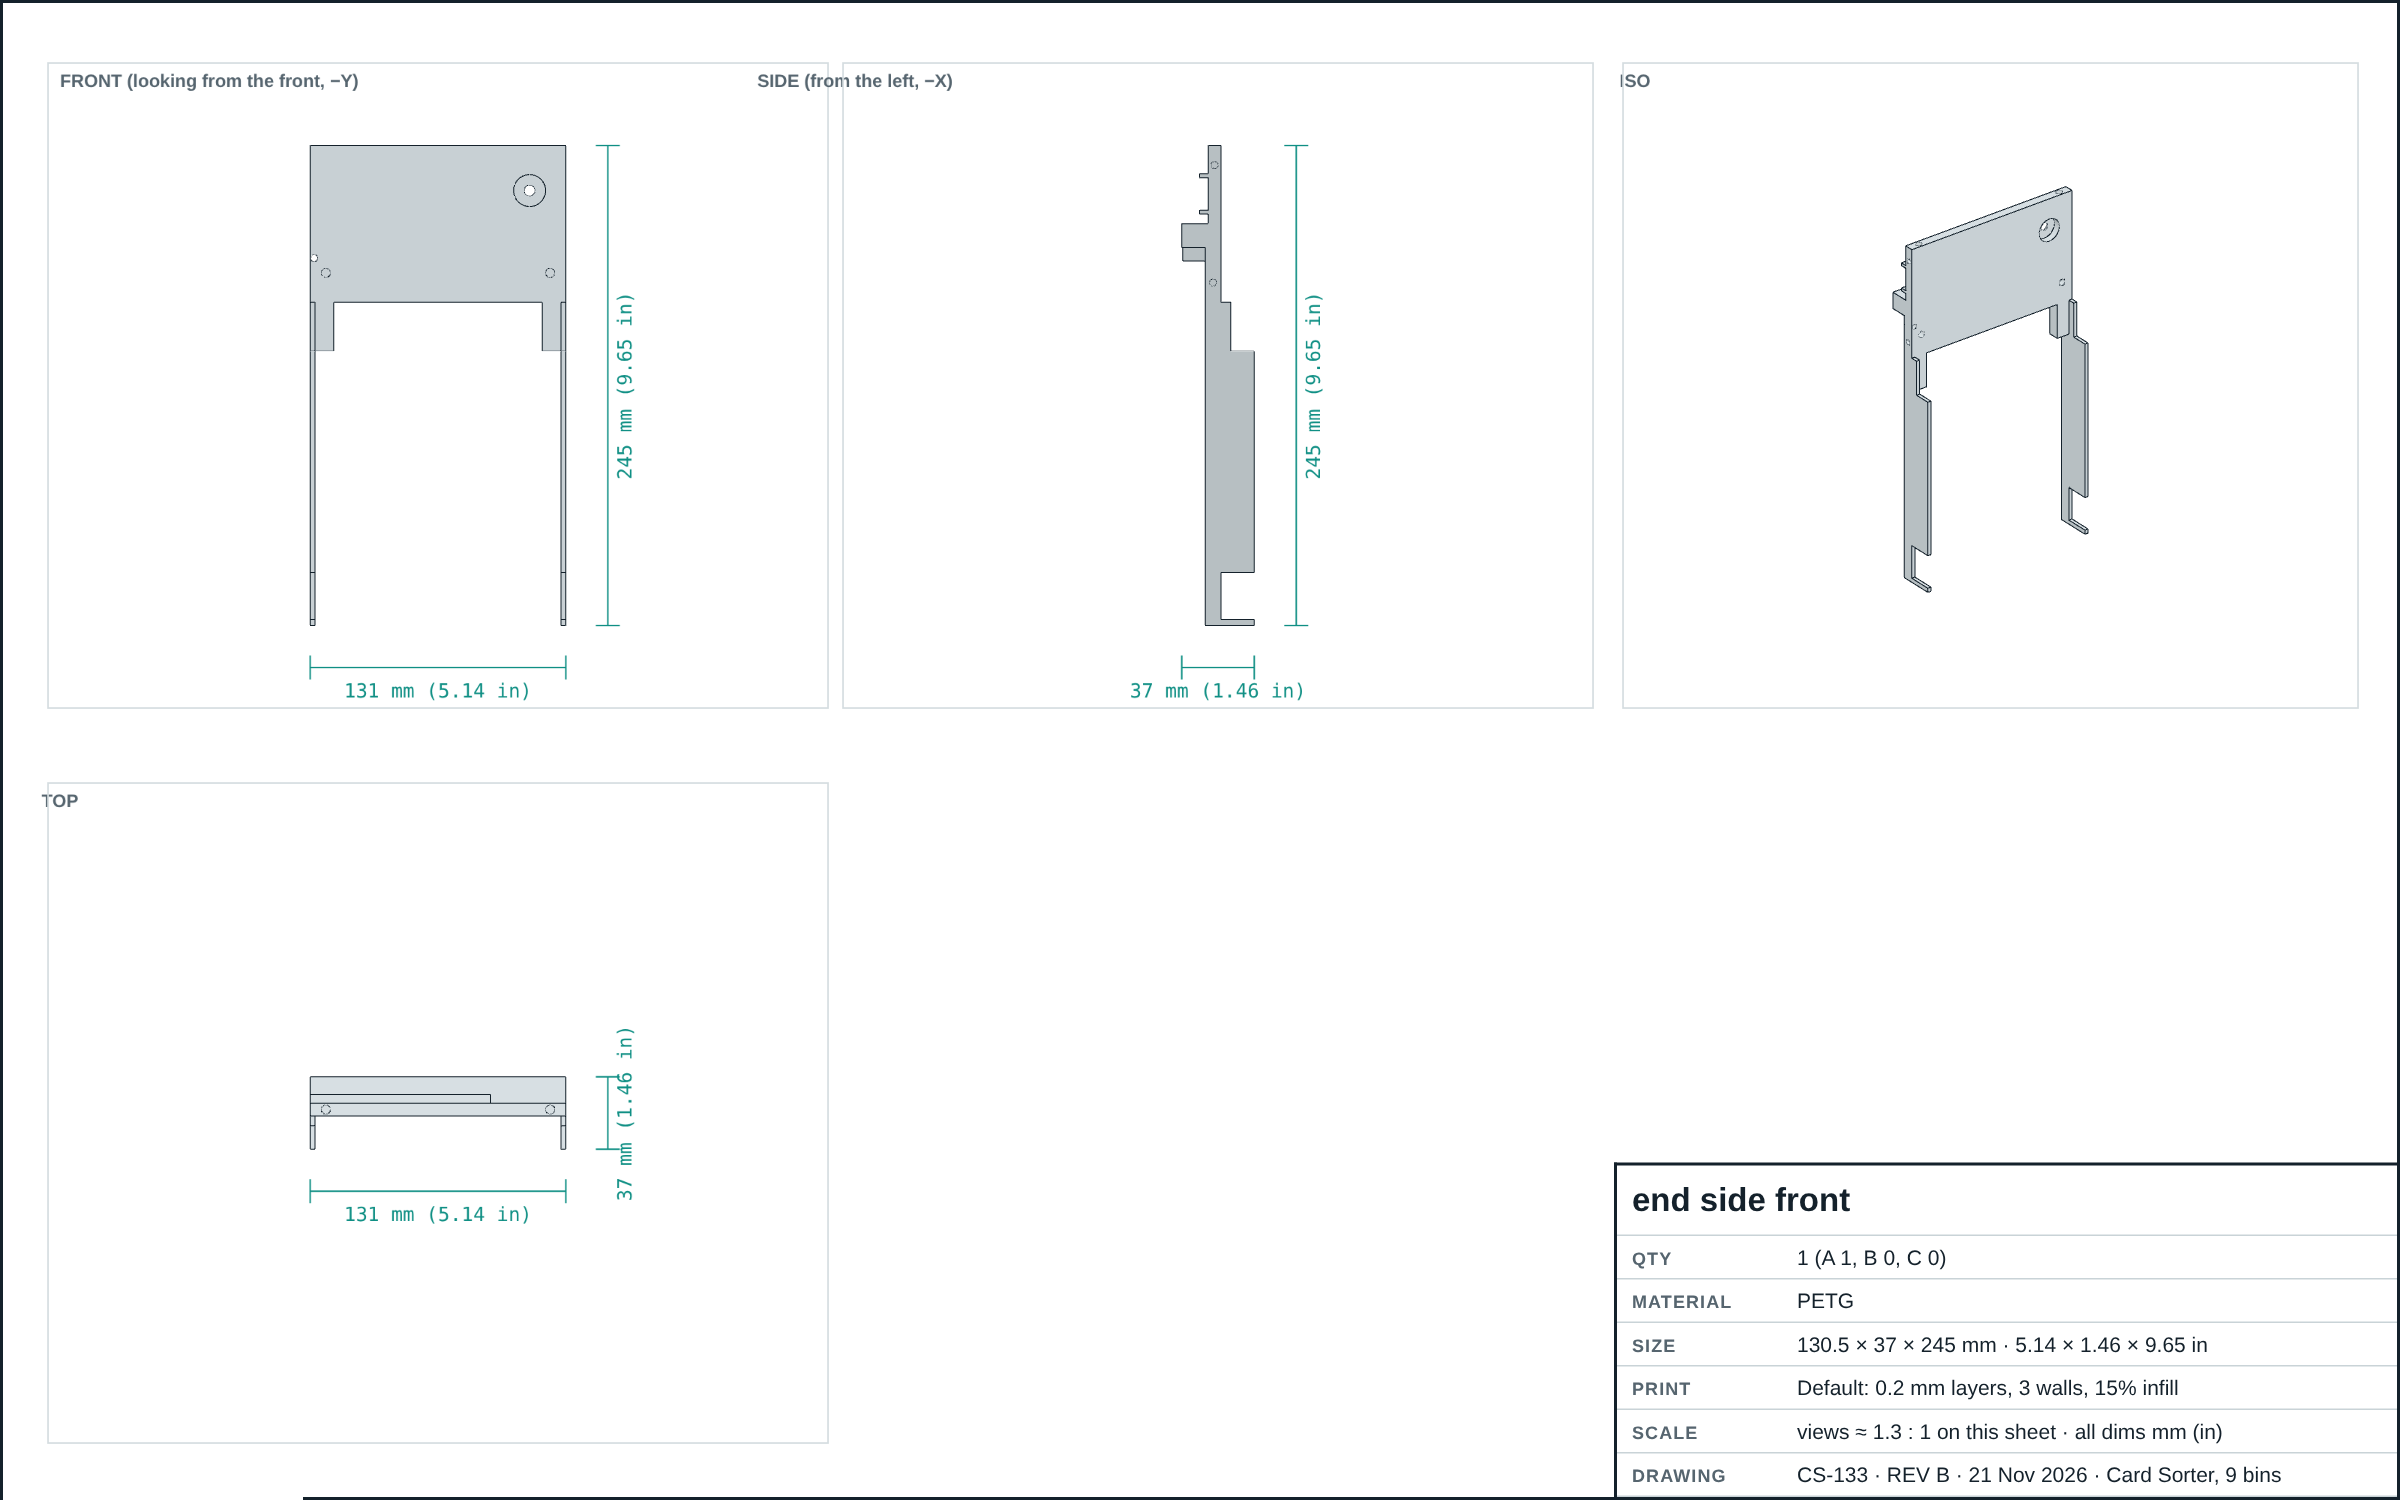 FRONT (looking from the front, −Y)
SIDE (from the left, −X)
ISO
245 mm (9.65 in)
245 mm (9.65 in)
131 mm (5.14 in)
37 mm (1.46 in)
TOP
37 mm (1.46 in)
131 mm (5.14 in)
end side front
QTY 1 (A 1, B 0, C 0)
MATERIAL PETG
SIZE 130.5 × 37 × 245 mm · 5.14 × 1.46 × 9.65 in
PRINT Default: 0.2 mm layers, 3 walls, 15% infill
SCALE views ≈ 1.3 : 1 on this sheet · all dims mm (in)
DRAWING CS-133 · REV B · 21 Nov 2026 · Card Sorter, 9 bins